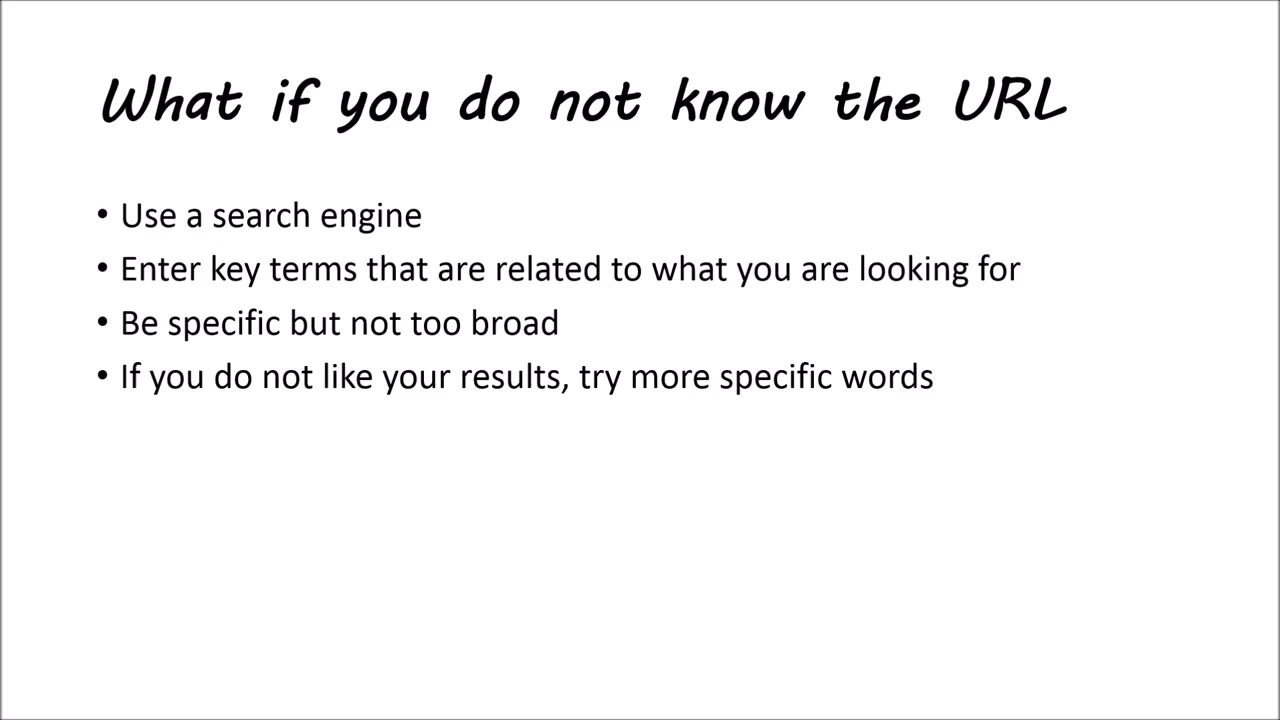 What if you do not know the URL
• Use a search engine
• Enter key terms that are related to what you are looking for
• Be specific but not too broad
• If you do not like your results, try more specific words